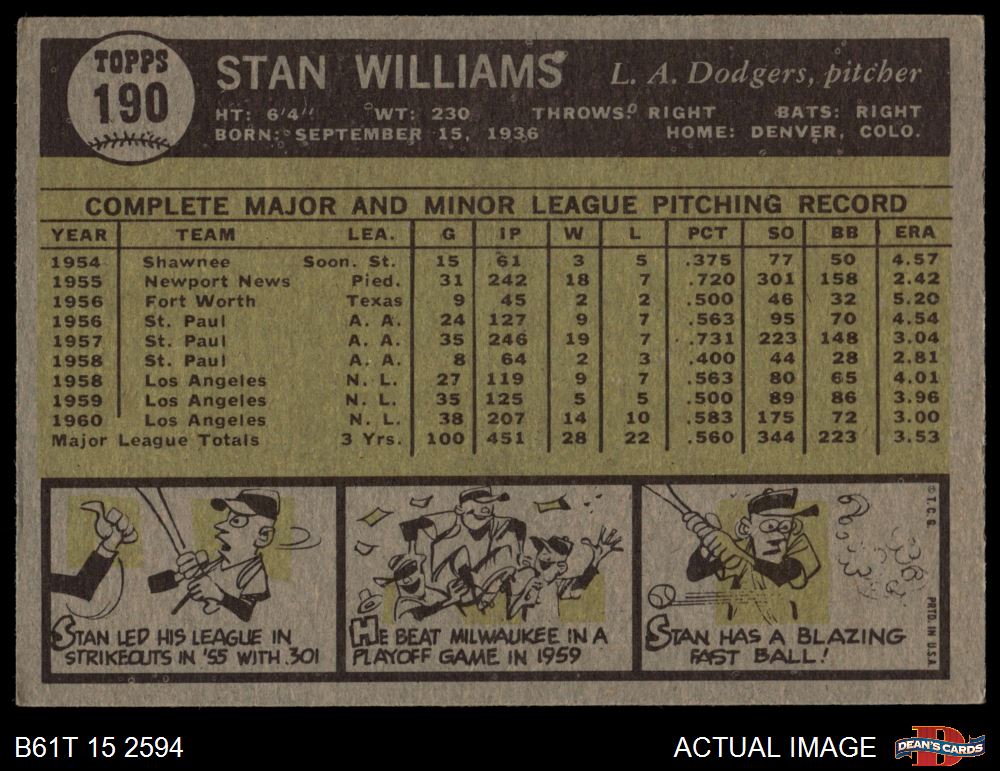 TOPPS
190
STAN WILLIAMS L. A. Dodgers, pitcher
HT: 6'4" WT: 230 THROWS: RIGHT BATS: RIGHT
BORN: SEPTEMBER 15, 1936 HOME: DENVER, COLO.
COMPLETE MAJOR AND MINOR LEAGUE PITCHING RECORD
YEAR TEAM LEA. G IP W L PCT SO BB ERA
1954 Shawnee Soon. St. 15 61 3 5 .375 77 50 4.57
1955 Newport News Pied. 31 242 18 7 .720 301 158 2.42
1956 Fort Worth Texas 9 45 2 2 .500 46 32 5.20
1956 St. Paul A. A. 24 127 9 7 .563 95 70 4.54
1957 St. Paul A. A. 35 246 19 7 .731 223 148 3.04
1958 St. Paul A. A. 8 64 2 3 .400 44 28 2.81
1958 Los Angeles N. L. 27 119 9 7 .563 80 65 4.01
1959 Los Angeles N. L. 35 125 5 5 .500 89 86 3.96
1960 Los Angeles N. L. 38 207 14 10 .583 175 72 3.00
Major League Totals 3 Yrs. 100 451 28 22 .560 344 223 3.53
STAN LED HIS LEAGUE IN
STRIKEOUTS IN '55 WITH 301
HE BEAT MILWAUKEE IN A
PLAYOFF GAME IN 1959
STAN HAS A BLAZING
FAST BALL!
© T.C.G.
PRTD. IN U.S.A.
B61T 15 2594
ACTUAL IMAGE
DEAN'S CARDS